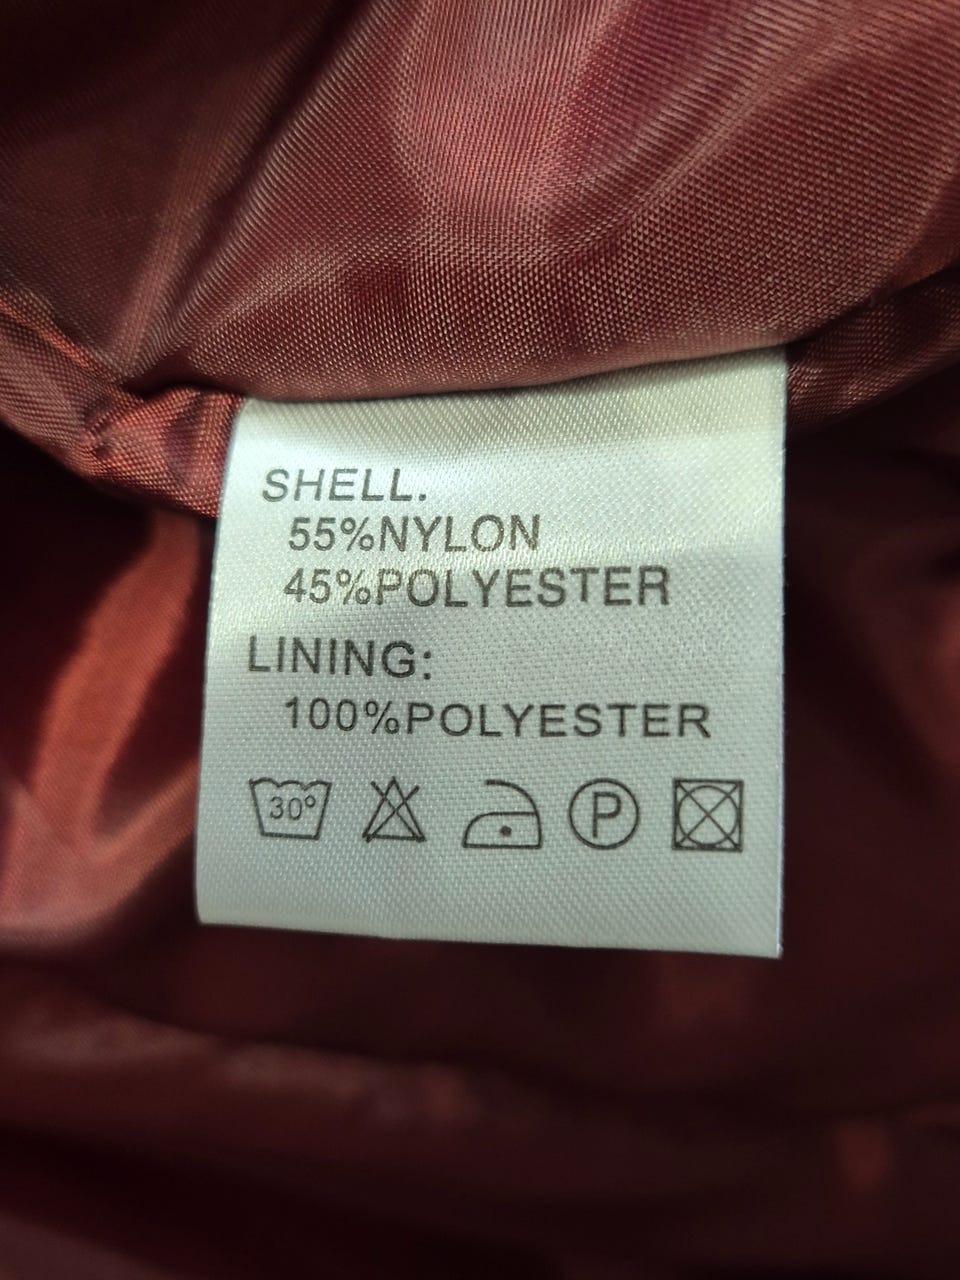 SHELL.
55%NYLON
45%POLYESTER
LINING:
100%POLYESTER
30° P